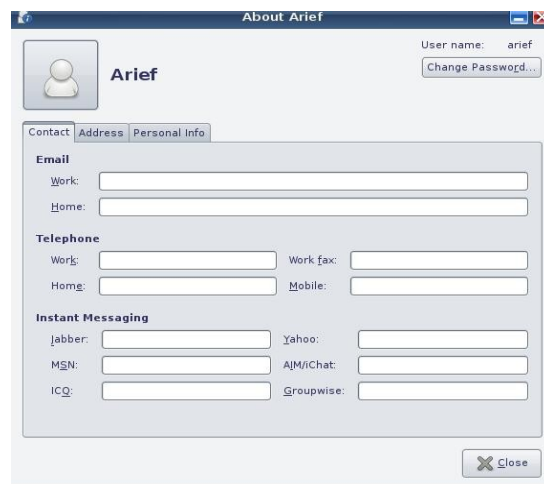 About Arief
User name: arief
Change Password...
Arief
Contact Address Personal Info
Email
Work:
Home:
Telephone
Work: Work fax:
Home: Mobile:
Instant Messaging
Jabber: Yahoo:
MSN: AIM/iChat:
ICQ: Groupwise:
Close